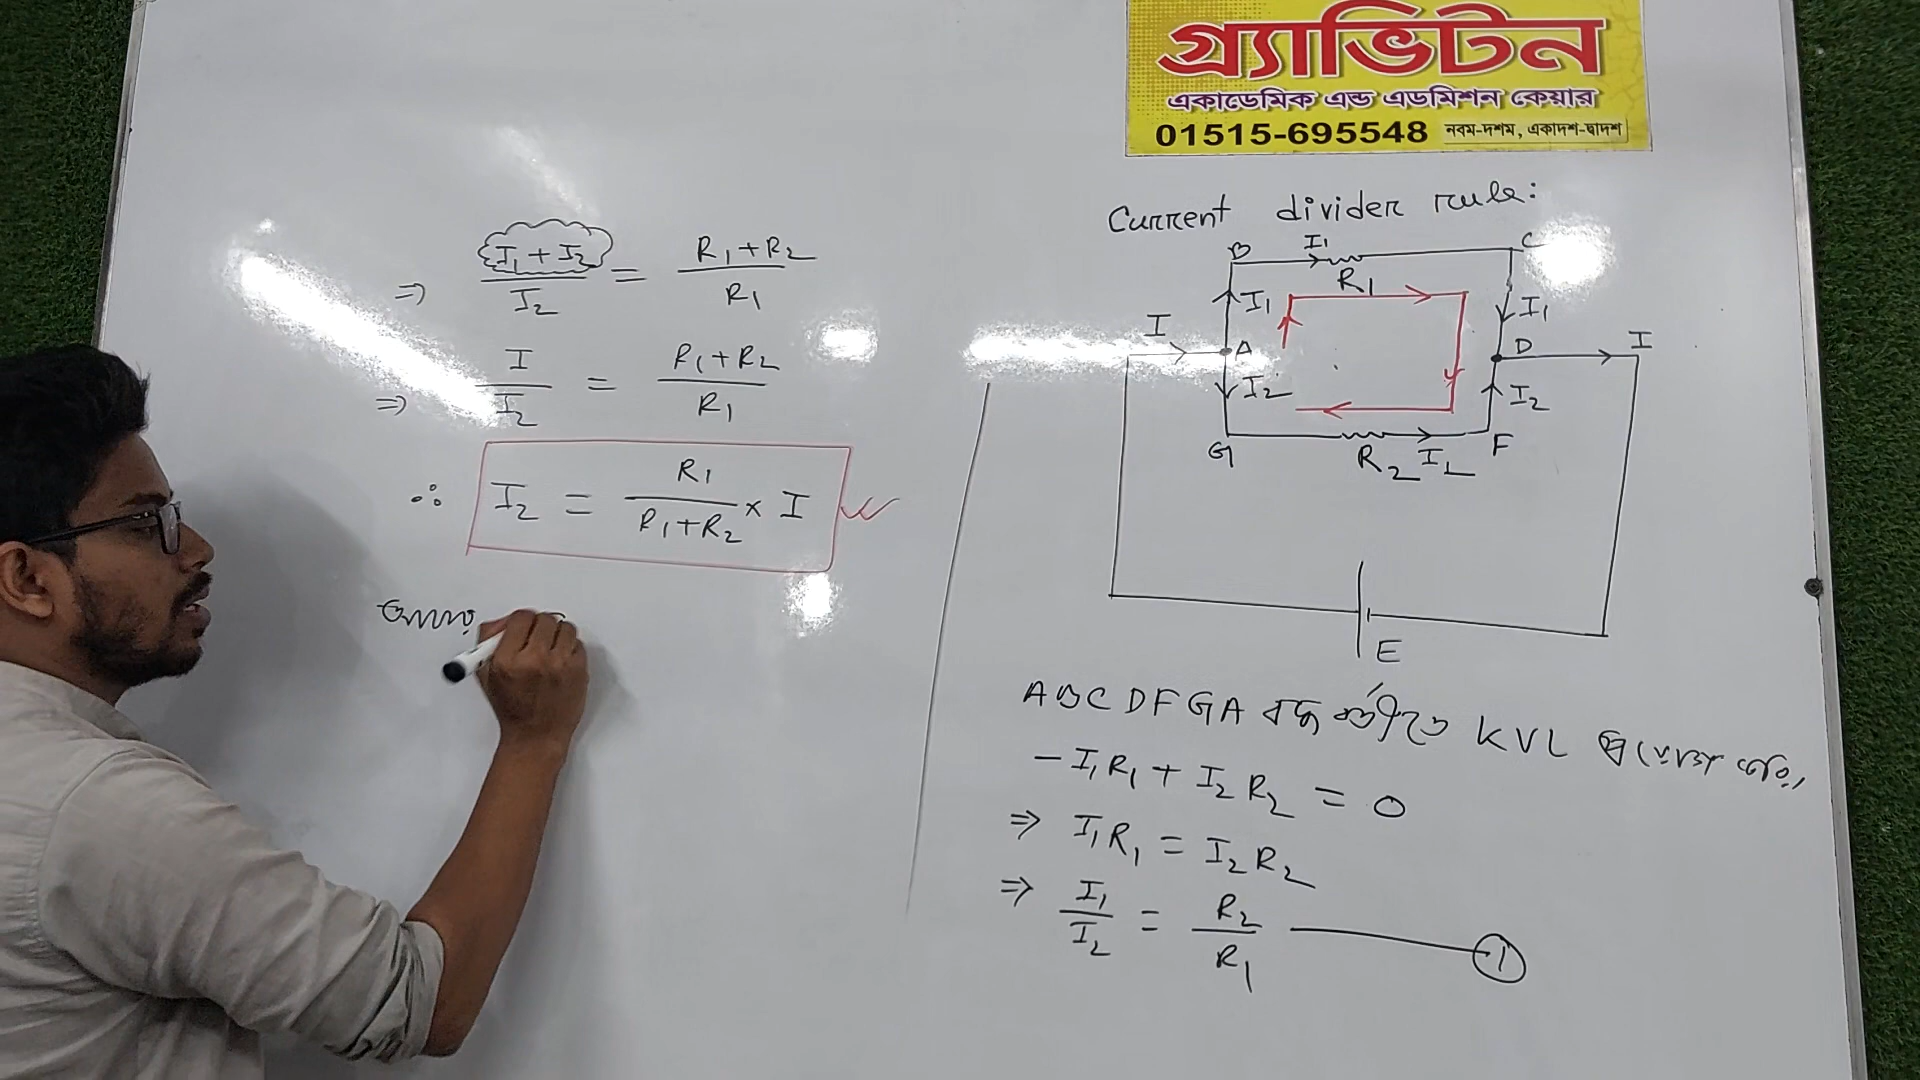 গ্র্যাভিটন
একাডেমিক এন্ড এডমিশন কেয়ার
01515-695548 নবম-দশম, একাদশ-দ্বাদশ
Current divider rule:
B I₁ C
R₁
I₁ I₁
I A D I
I₂ I₂
G R₂ I₂ F
E
ABCDFGA বদ্ধ বর্তনীতে KVL প্রয়োগ করে,
- I₁R₁ + I₂R₂ = 0
⇒ I₁R₁ = I₂R₂
⇒ I₁/I₂ = R₂/R₁ —— ①
⇒ (I₁ + I₂)/I₂ = (R₁ + R₂)/R₁
⇒ I/I₂ = (R₁ + R₂)/R₁
∴ I₂ = R₁/(R₁ + R₂) × I